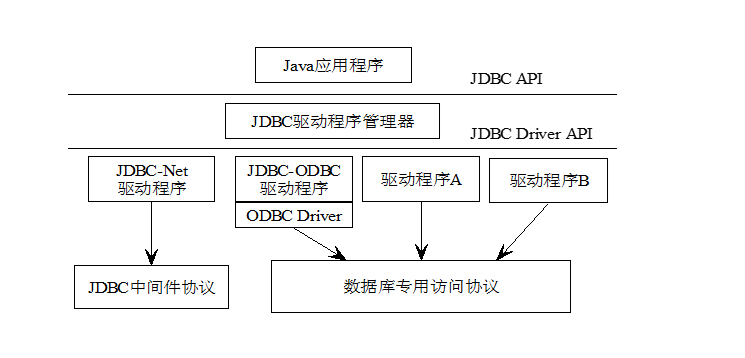 Java应用程序
JDBC API
JDBC驱动程序管理器
JDBC Driver API
JDBC-Net
驱动程序
JDBC-ODBC
驱动程序
ODBC Driver
驱动程序A
驱动程序B
JDBC中间件协议
数据库专用访问协议